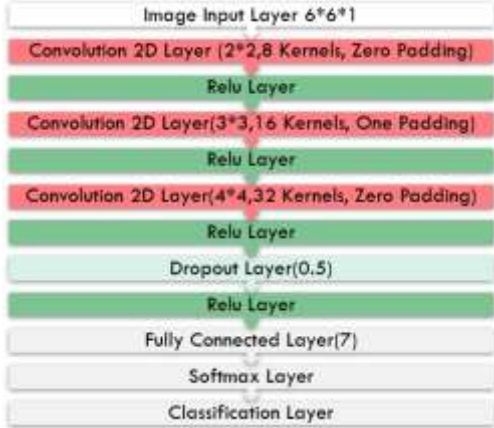 Image Input Layer 6*6*1
Convolution 2D Layer (2*2,8 Kernels, Zero Padding)
Relu Layer
Convolution 2D Layer(3*3,16 Kernels, One Padding)
Relu Layer
Convolution 2D Layer(4*4,32 Kernels, Zero Padding)
Relu Layer
Dropout Layer(0.5)
Relu Layer
Fully Connected Layer(7)
Softmax Layer
Classification Layer